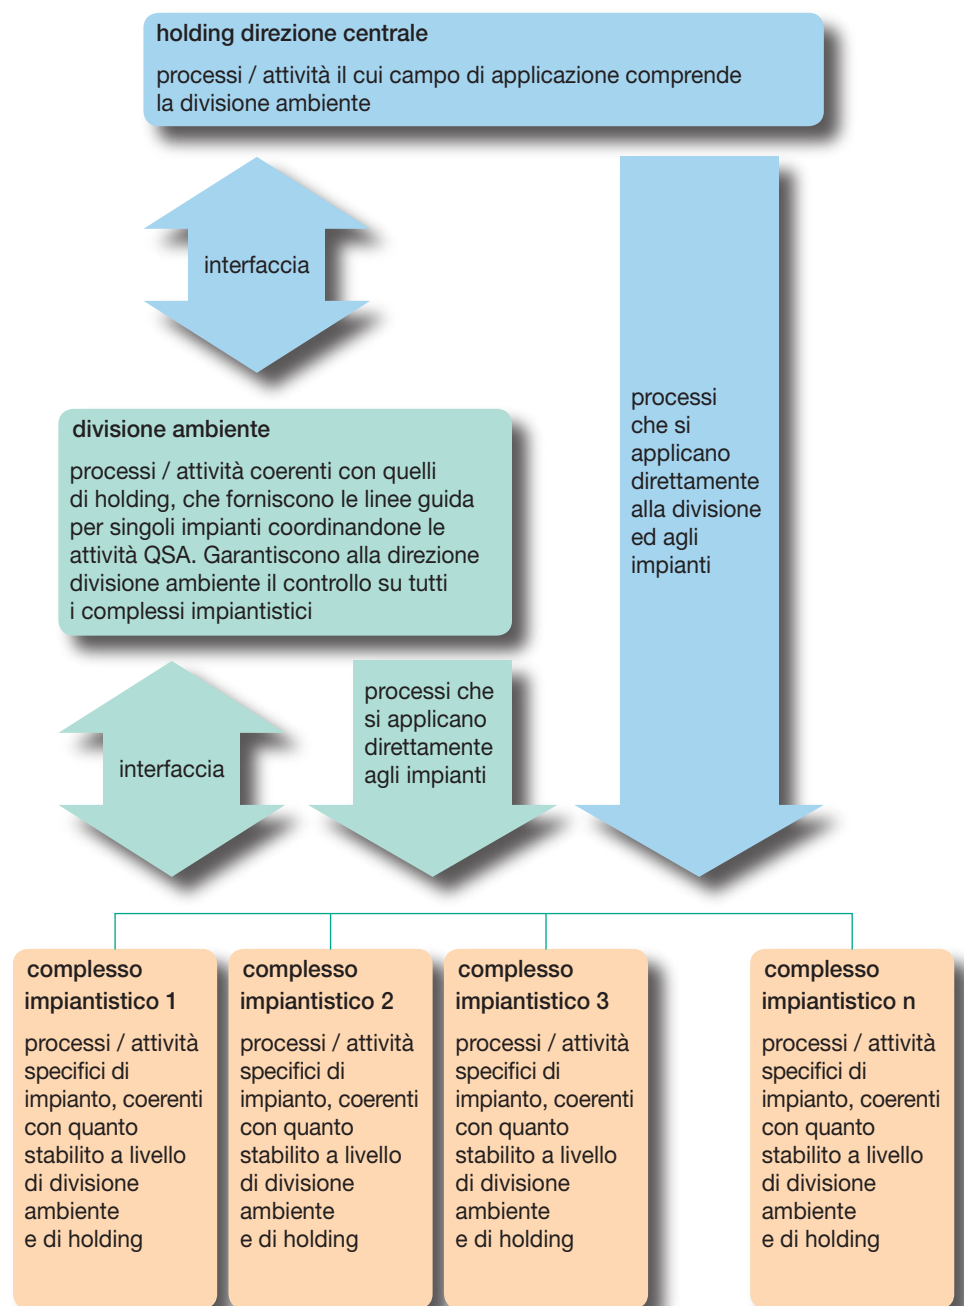 holding direzione centrale
processi / attività il cui campo di applicazione comprende
la divisione ambiente
interfaccia
processi
che si
applicano
direttamente
alla divisione
ed agli
impianti
divisione ambiente
processi / attività coerenti con quelli
di holding, che forniscono le linee guida
per singoli impianti coordinandone le
attività QSA. Garantiscono alla direzione
divisione ambiente il controllo su tutti
i complessi impiantistici
interfaccia
processi che
si applicano
direttamente
agli impianti
complesso
impiantistico 1
processi / attività
specifici di
impianto, coerenti
con quanto
stabilito a livello
di divisione
ambiente
e di holding
complesso
impiantistico 2
processi / attività
specifici di
impianto, coerenti
con quanto
stabilito a livello
di divisione
ambiente
e di holding
complesso
impiantistico 3
processi / attività
specifici di
impianto, coerenti
con quanto
stabilito a livello
di divisione
ambiente
e di holding
complesso
impiantistico n
processi / attività
specifici di
impianto, coerenti
con quanto
stabilito a livello
di divisione
ambiente
e di holding